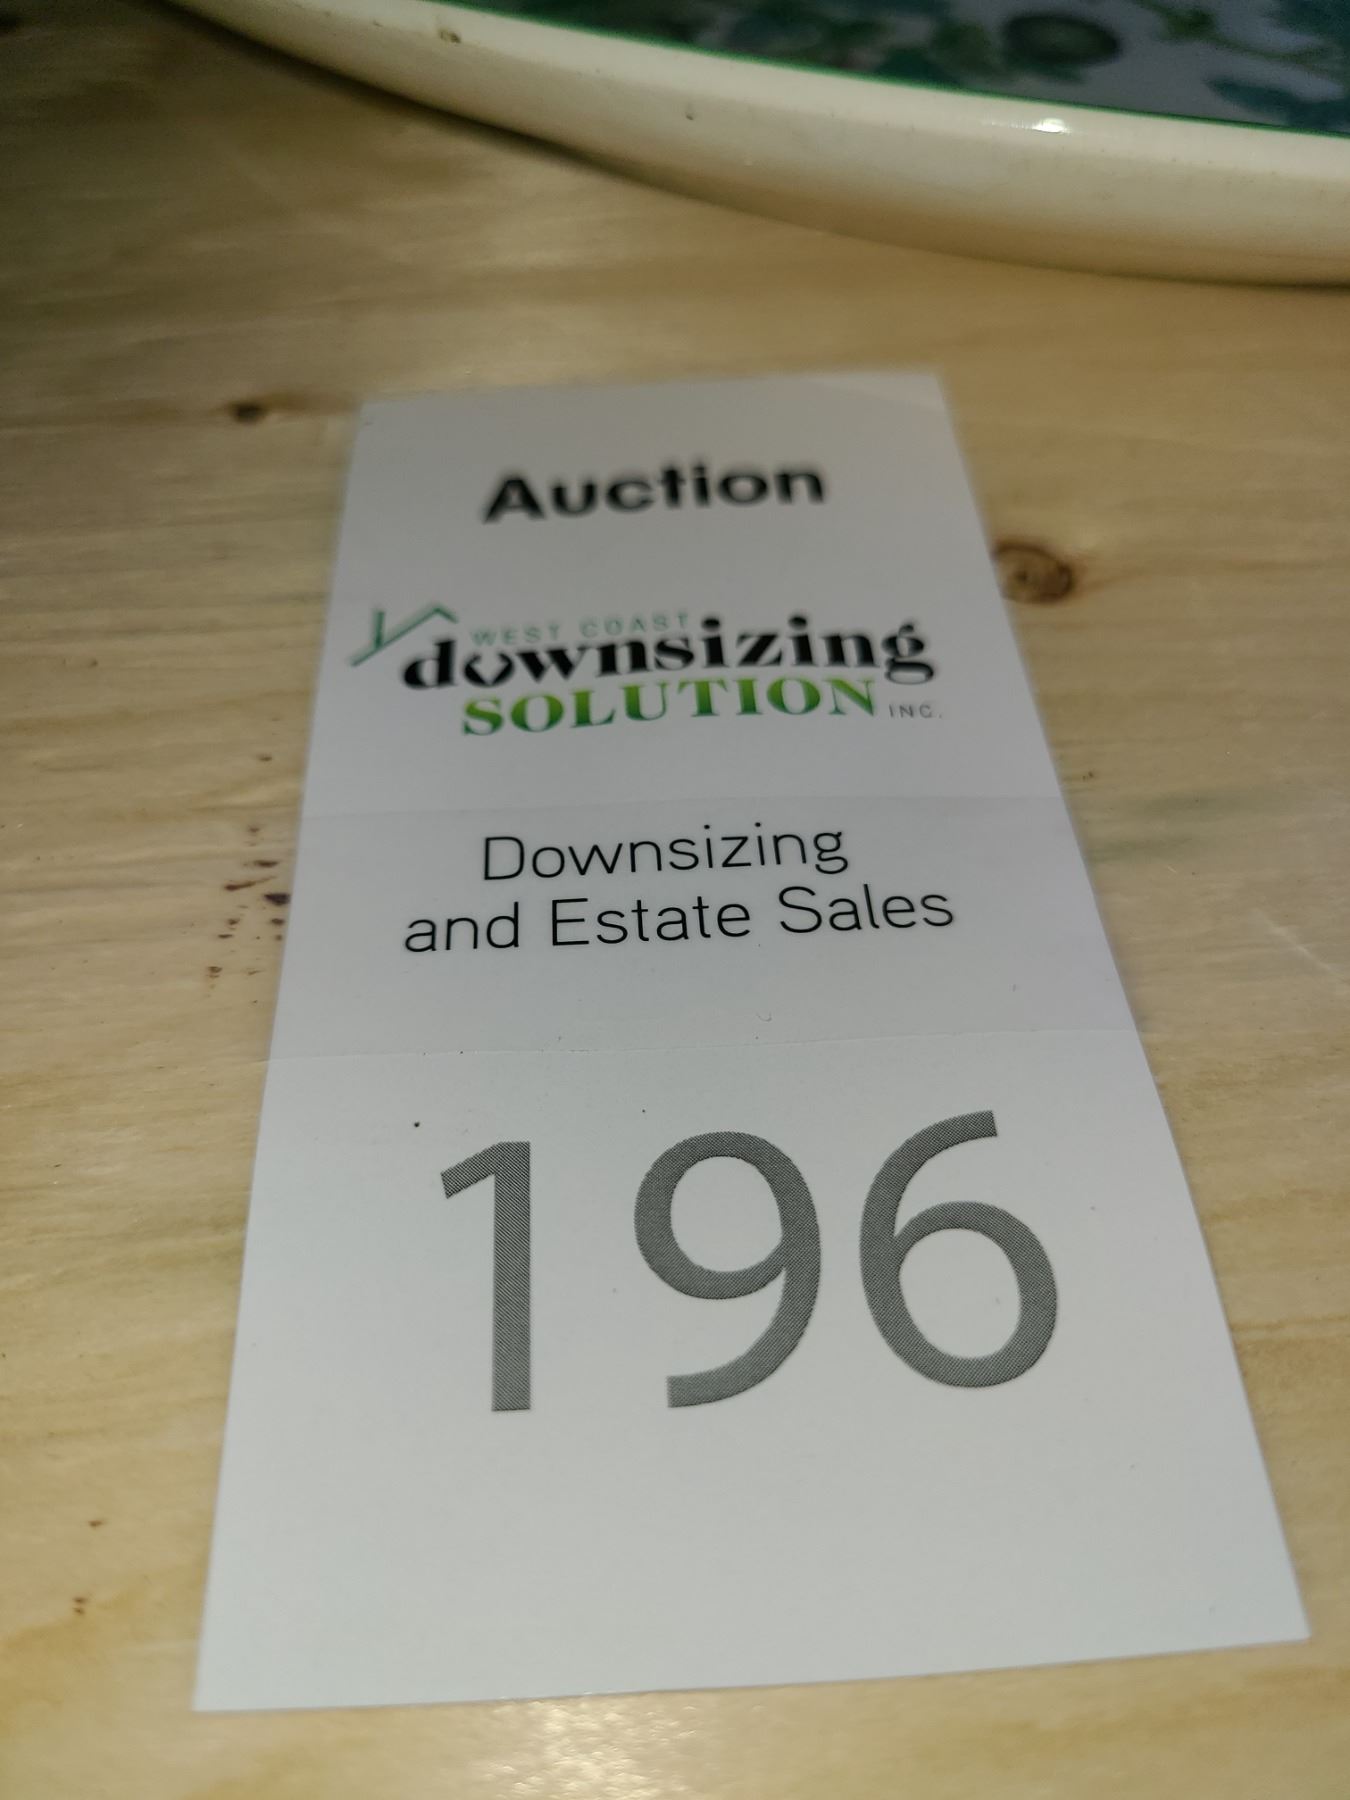 Auction
WEST COAST
downsizing
SOLUTION INC.
Downsizing
and Estate Sales
196